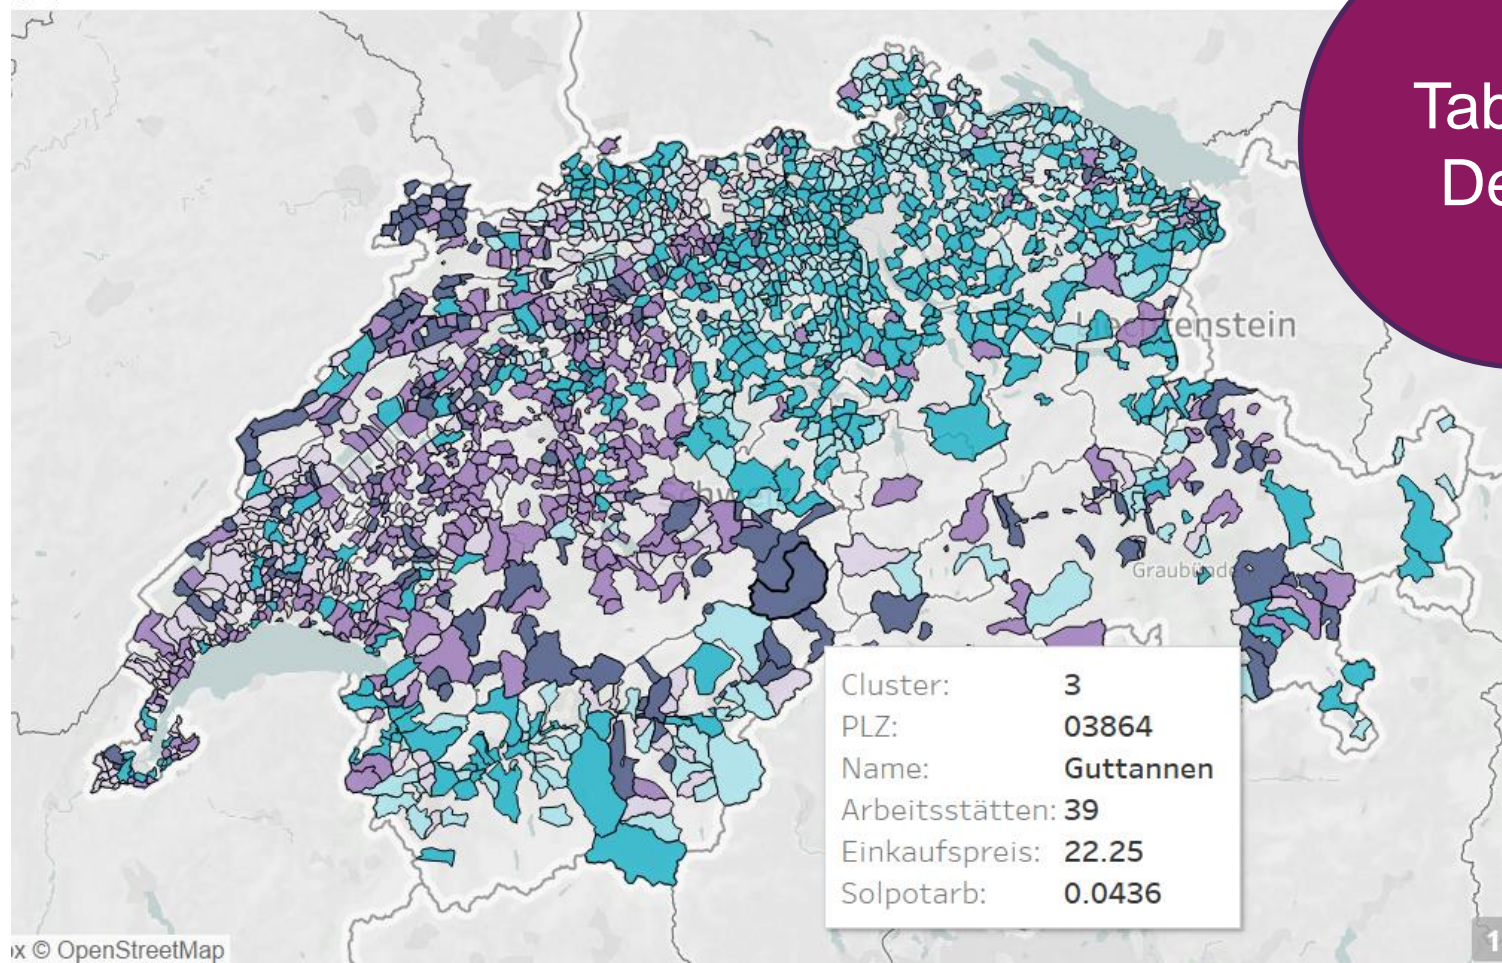 Tab
De
enstein
Graubünde
Cluster: 3
PLZ: 03864
Name: Guttannen
Arbeitsstätten: 39
Einkaufspreis: 22.25
Solpotarb: 0.0436
x © OpenStreetMap
1